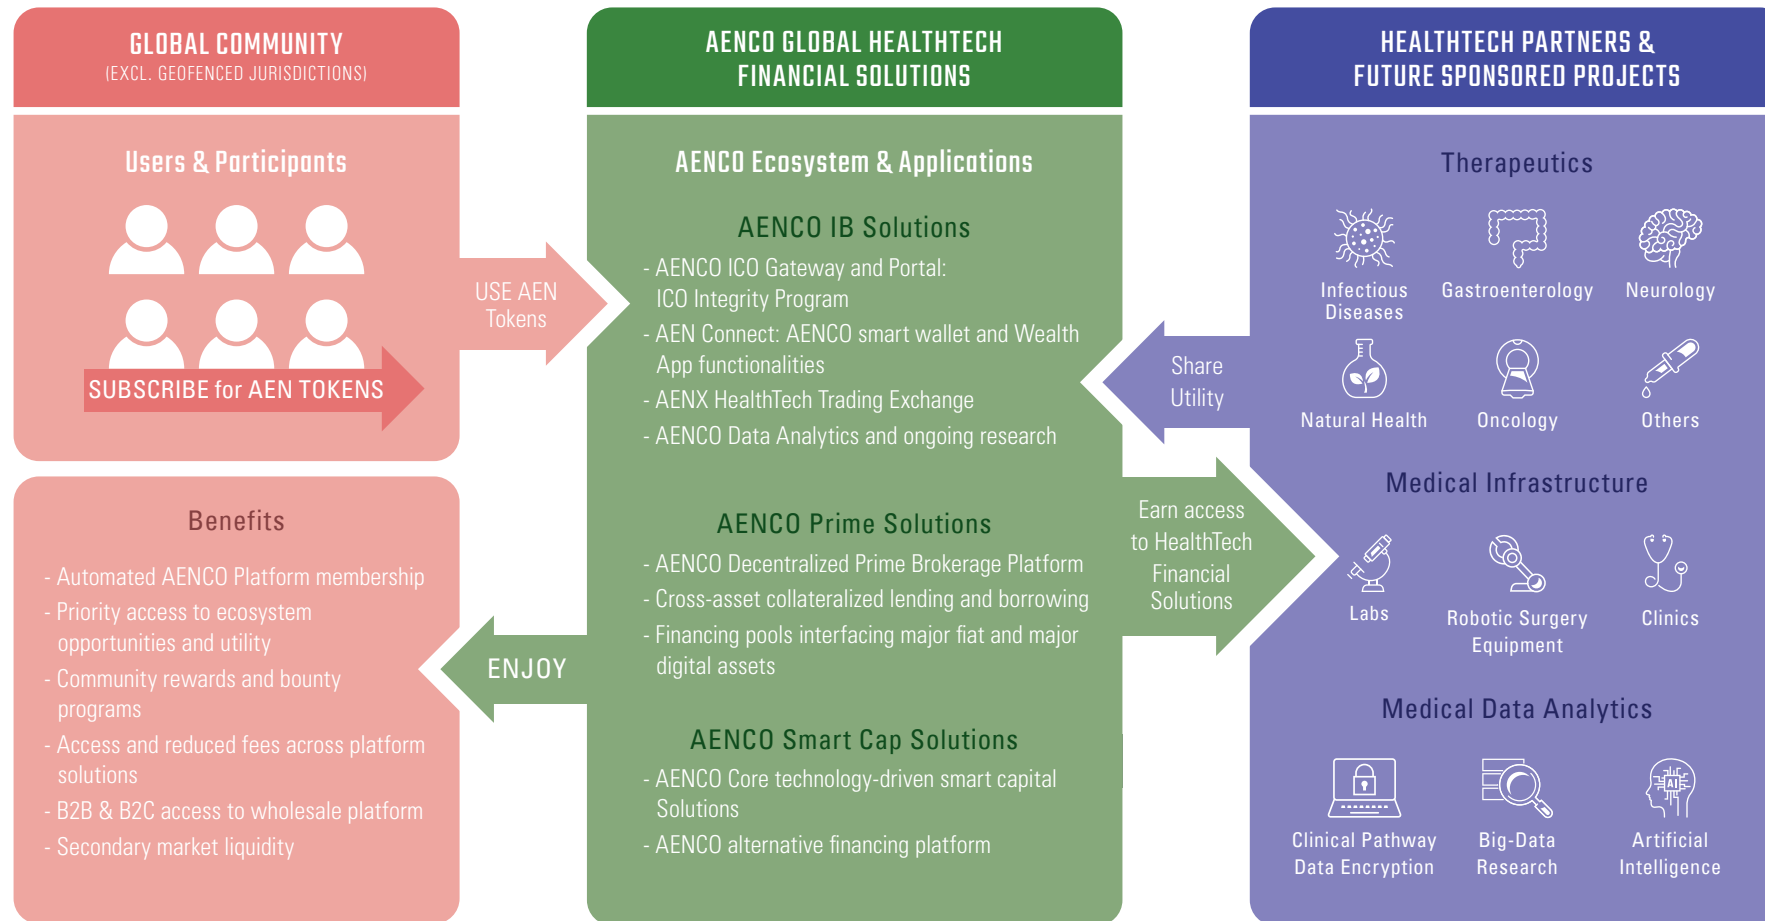 GLOBAL COMMUNITY
(EXCL. GEOFENCED JURISDICTIONS)
Users & Participants
SUBSCRIBE for AEN TOKENS
USE AEN
Tokens
Benefits
- Automated AENCO Platform membership
- Priority access to ecosystem
opportunities and utility
- Community rewards and bounty
programs
- Access and reduced fees across platform
solutions
- B2B & B2C access to wholesale platform
- Secondary market liquidity
ENJOY
AENCO GLOBAL HEALTHTECH
FINANCIAL SOLUTIONS
AENCO Ecosystem & Applications
AENCO IB Solutions
- AENCO ICO Gateway and Portal:
ICO Integrity Program
- AEN Connect: AENCO smart wallet and Wealth
App functionalities
- AENX HealthTech Trading Exchange
- AENCO Data Analytics and ongoing research
AENCO Prime Solutions
- AENCO Decentralized Prime Brokerage Platform
- Cross-asset collateralized lending and borrowing
- Financing pools interfacing major fiat and major
digital assets
AENCO Smart Cap Solutions
- AENCO Core technology-driven smart capital
Solutions
- AENCO alternative financing platform
Share
Utility
Earn access
to HealthTech
Financial
Solutions
HEALTHTECH PARTNERS &
FUTURE SPONSORED PROJECTS
Therapeutics
Infectious
Diseases
Gastroenterology
Neurology
Natural Health
Oncology
Others
Medical Infrastructure
Labs
Robotic Surgery
Equipment
Clinics
Medical Data Analytics
Clinical Pathway
Data Encryption
Big-Data
Research
AI
Artificial
Intelligence